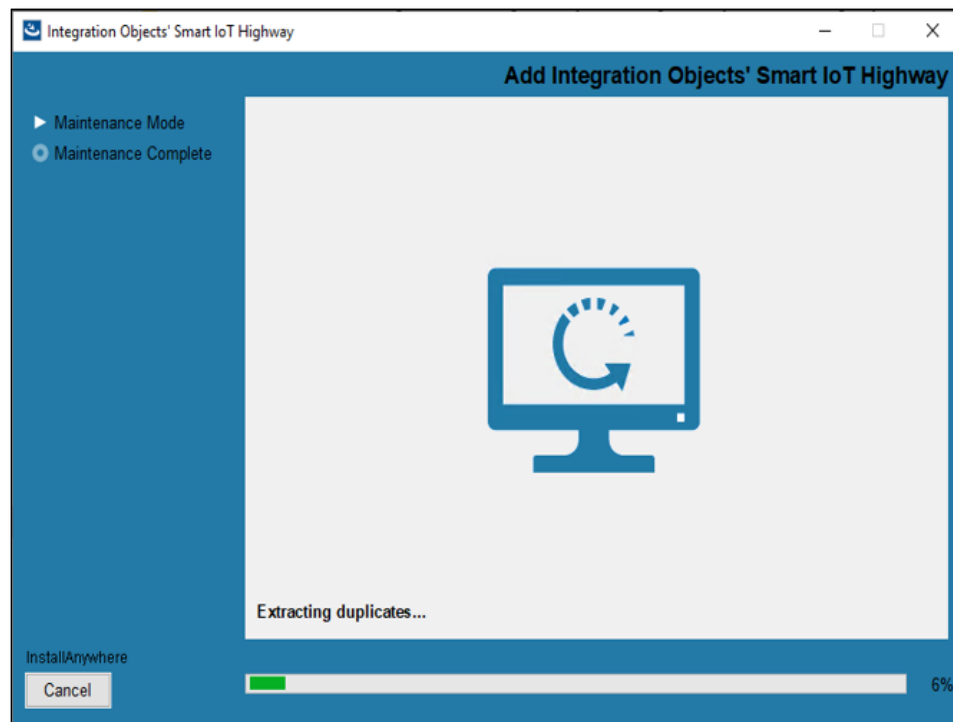 Integration Objects' Smart IoT Highway
Add Integration Objects' Smart IoT Highway
Maintenance Mode
Maintenance Complete
Extracting duplicates...
InstallAnywhere
Cancel
6%